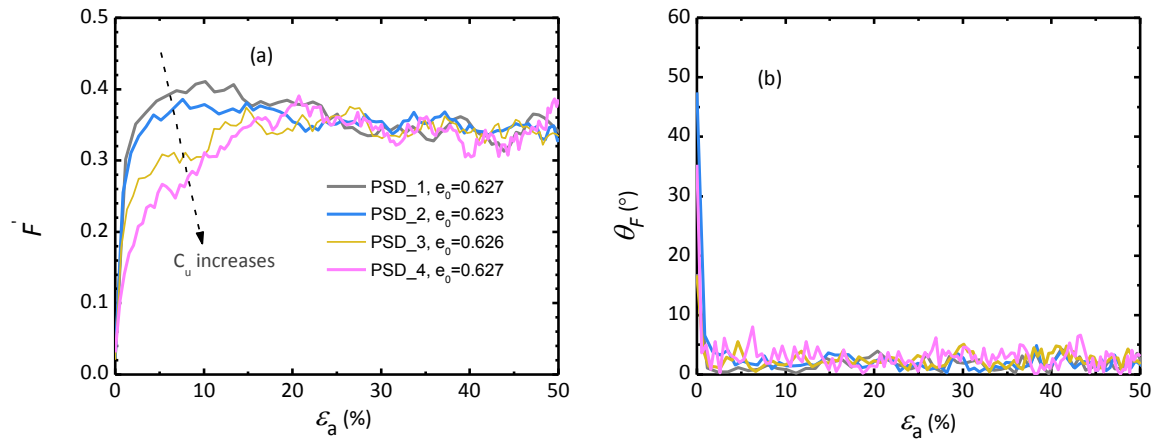 0.5
0.4
0.3
0.2
0.1
0.0
0
10
20
30
40
50
F'
εa (%)
(a)
Cu increases
PSD_1, e0=0.627
PSD_2, e0=0.623
PSD_3, e0=0.626
PSD_4, e0=0.627
60
50
40
30
20
10
0
0
10
20
30
40
50
θF (°)
εa (%)
(b)